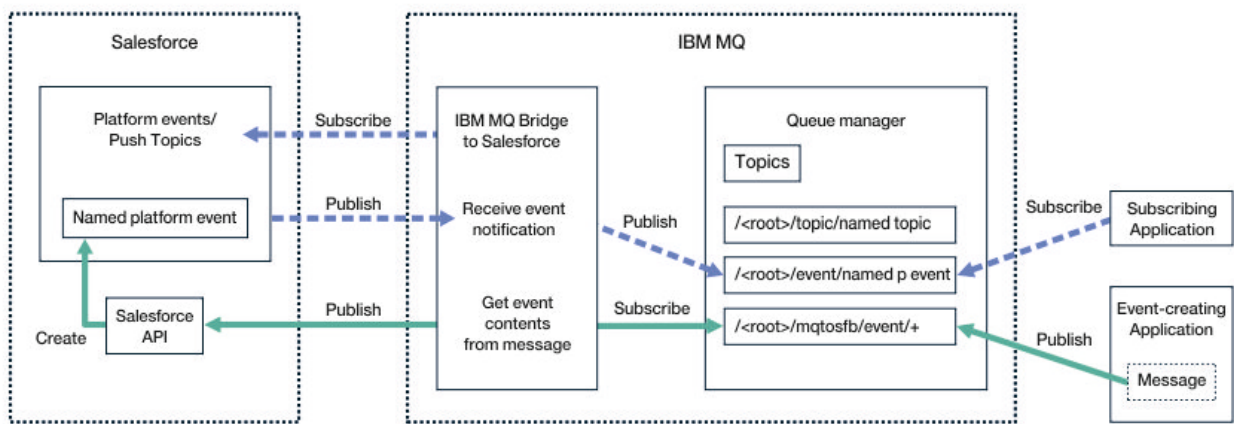 Salesforce
IBM MQ
Platform events/
Push Topics
Subscribe
IBM MQ Bridge
to Salesforce
Queue manager
Topics
Named platform event
Publish
Receive event
notification
Publish
/<root>/topic/named topic
Subscribe
Subscribing
Application
/<root>/event/named p event
Create
Salesforce
API
Publish
Get event
contents
from message
Subscribe
/<root>/mqtosfb/event/+
Publish
Event-creating
Application
Message